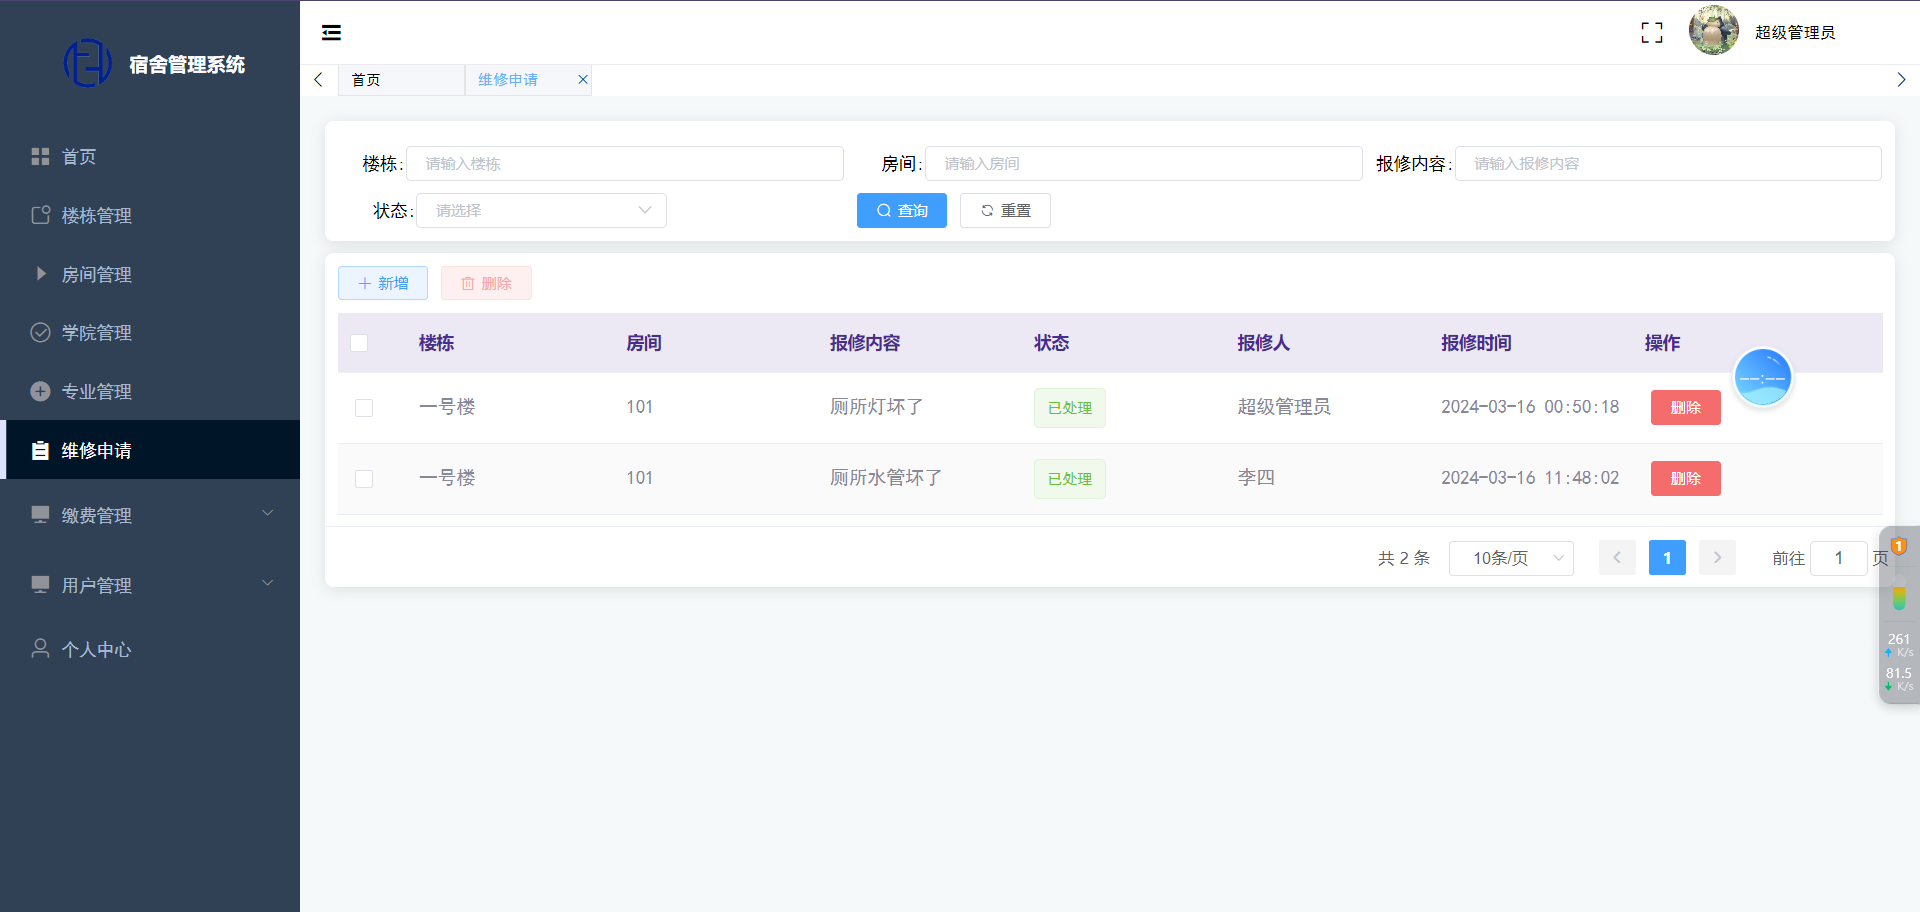 宿舍管理系统
首页
楼栋管理
房间管理
学院管理
专业管理
维修申请
缴费管理
用户管理
个人中心
超级管理员
首页
维修申请
楼栋: 请输入楼栋
房间: 请输入房间
报修内容: 请输入报修内容
状态: 请选择
查询
重置
新增
删除
楼栋 房间 报修内容 状态 报修人 报修时间 操作
一号楼 101 厕所灯坏了 已处理 超级管理员 2024-03-16 00:50:18 删除
一号楼 101 厕所水管坏了 已处理 李四 2024-03-16 11:48:02 删除
共 2 条 10条/页 1 前往 1 页
--:--
1
261
K/s
81.5
K/s